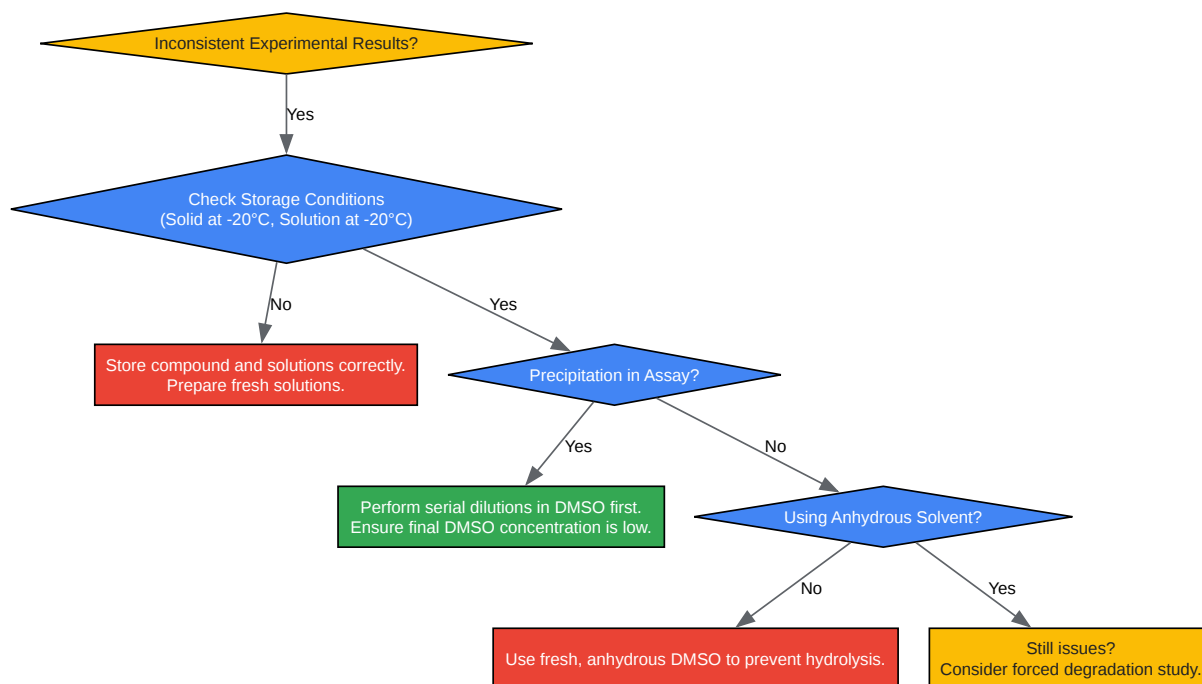 Inconsistent Experimental Results?
Yes
Check Storage Conditions
(Solid at -20°C, Solution at -20°C)
No
Yes
Store compound and solutions correctly.
Prepare fresh solutions.
Precipitation in Assay?
Yes
No
Perform serial dilutions in DMSO first.
Ensure final DMSO concentration is low.
Using Anhydrous Solvent?
No
Yes
Use fresh, anhydrous DMSO to prevent hydrolysis.
Still issues?
Consider forced degradation study.